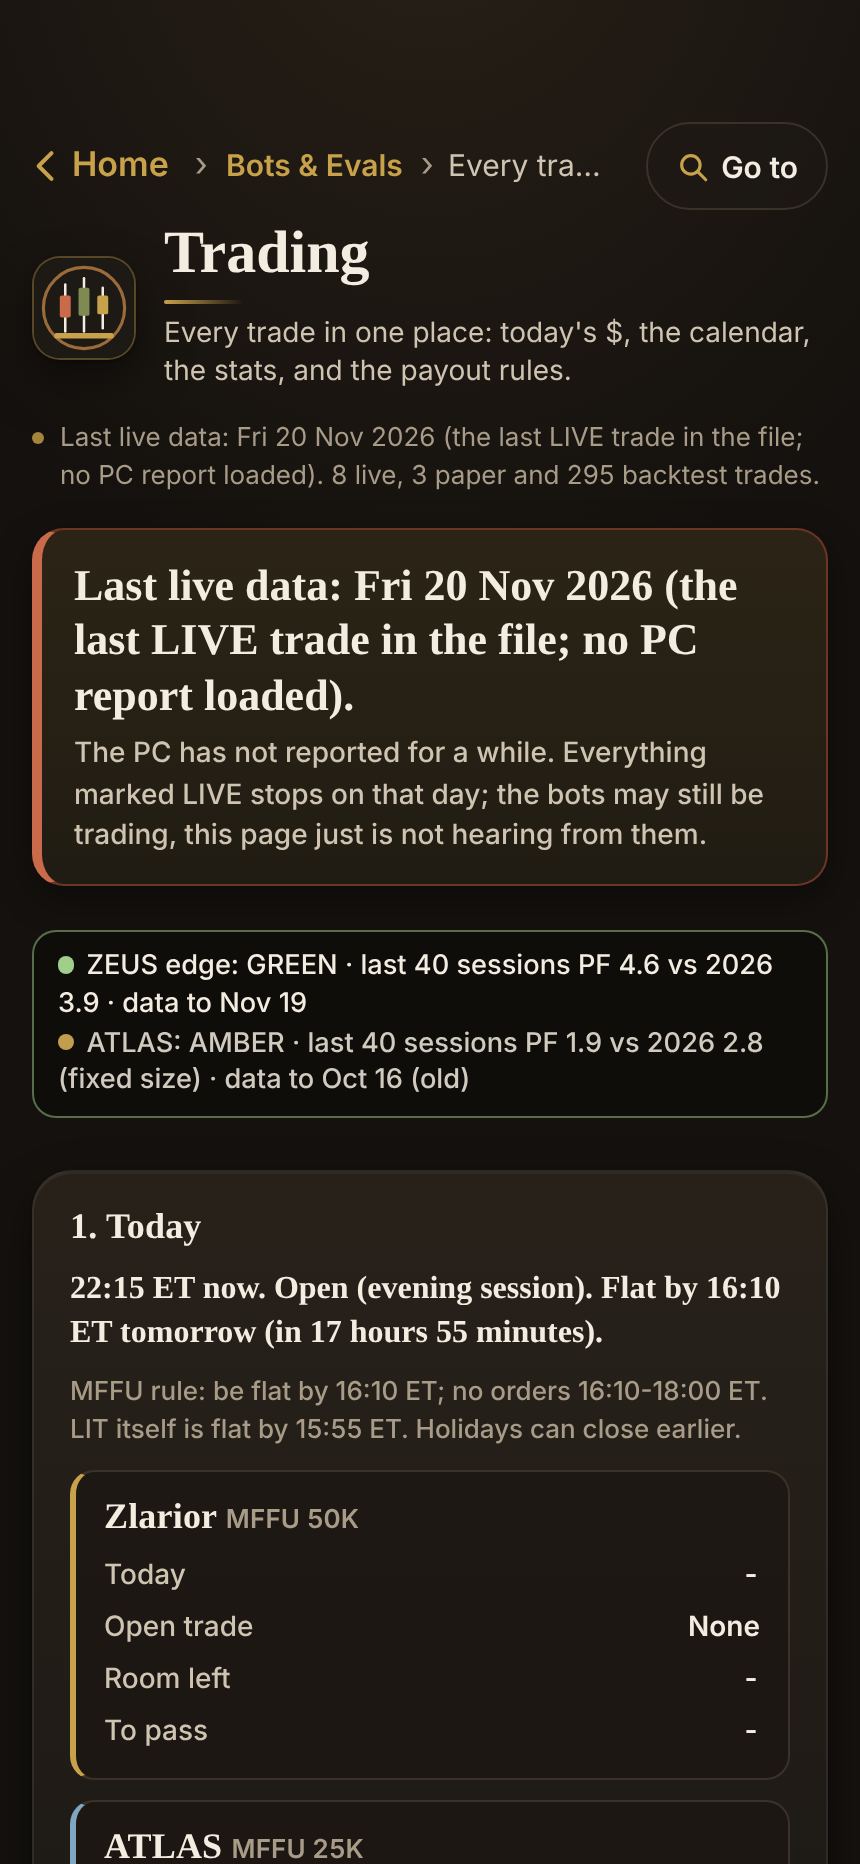 Home › Bots & Evals › Every tra... Go to
Trading
Every trade in one place: today's $, the calendar,
the stats, and the payout rules.
Last live data: Fri 20 Nov 2026 (the last LIVE trade in the file;
no PC report loaded). 8 live, 3 paper and 295 backtest trades.
Last live data: Fri 20 Nov 2026 (the
last LIVE trade in the file; no PC
report loaded).
The PC has not reported for a while. Everything
marked LIVE stops on that day; the bots may still be
trading, this page just is not hearing from them.
ZEUS edge: GREEN · last 40 sessions PF 4.6 vs 2026
3.9 · data to Nov 19
ATLAS: AMBER · last 40 sessions PF 1.9 vs 2026 2.8
(fixed size) · data to Oct 16 (old)
1. Today
22:15 ET now. Open (evening session). Flat by 16:10
ET tomorrow (in 17 hours 55 minutes).
MFFU rule: be flat by 16:10 ET; no orders 16:10-18:00 ET.
LIT itself is flat by 15:55 ET. Holidays can close earlier.
Zlarior MFFU 50K
Today -
Open trade None
Room left -
To pass -
ATLAS MFFU 25K